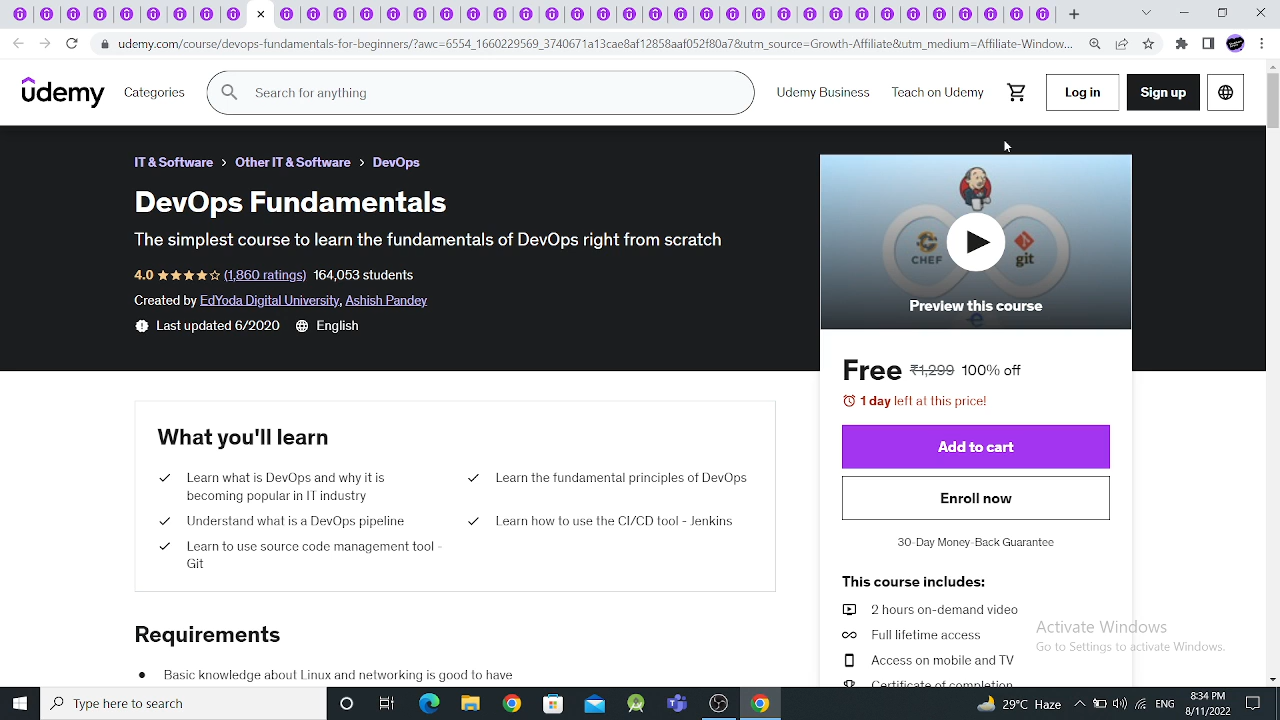 udemy.com/course/devops-fundamentals-for-beginners/?awc=6554_1660229569_3740671a13cae8af12858aaf052f80a7&utm_source=Growth-Affiliate&utm_medium=Affiliate-Window...
ûdemy
Categories
Search for anything
Udemy Business
Teach on Udemy
Log in
Sign up
IT & Software > Other IT & Software > DevOps
DevOps Fundamentals
The simplest course to learn the fundamentals of DevOps right from scratch
4.0 (1,860 ratings) 164,053 students
Created by EdYoda Digital University, Ashish Pandey
Last updated 6/2020 English
CHEF
git
Preview this course
Free ₹1,299 100% off
1 day left at this price!
Add to cart
Enroll now
30-Day Money-Back Guarantee
This course includes:
2 hours on-demand video
Full lifetime access
Access on mobile and TV
Certificate of completion
What you'll learn
Learn what is DevOps and why it is
becoming popular in IT industry
Learn the fundamental principles of DevOps
Understand what is a DevOps pipeline
Learn how to use the CI/CD tool - Jenkins
Learn to use source code management tool -
Git
Requirements
Basic knowledge about Linux and networking is good to have
Activate Windows
Go to Settings to activate Windows.
Type here to search
29°C Haze
ENG
8:34 PM
8/11/2022